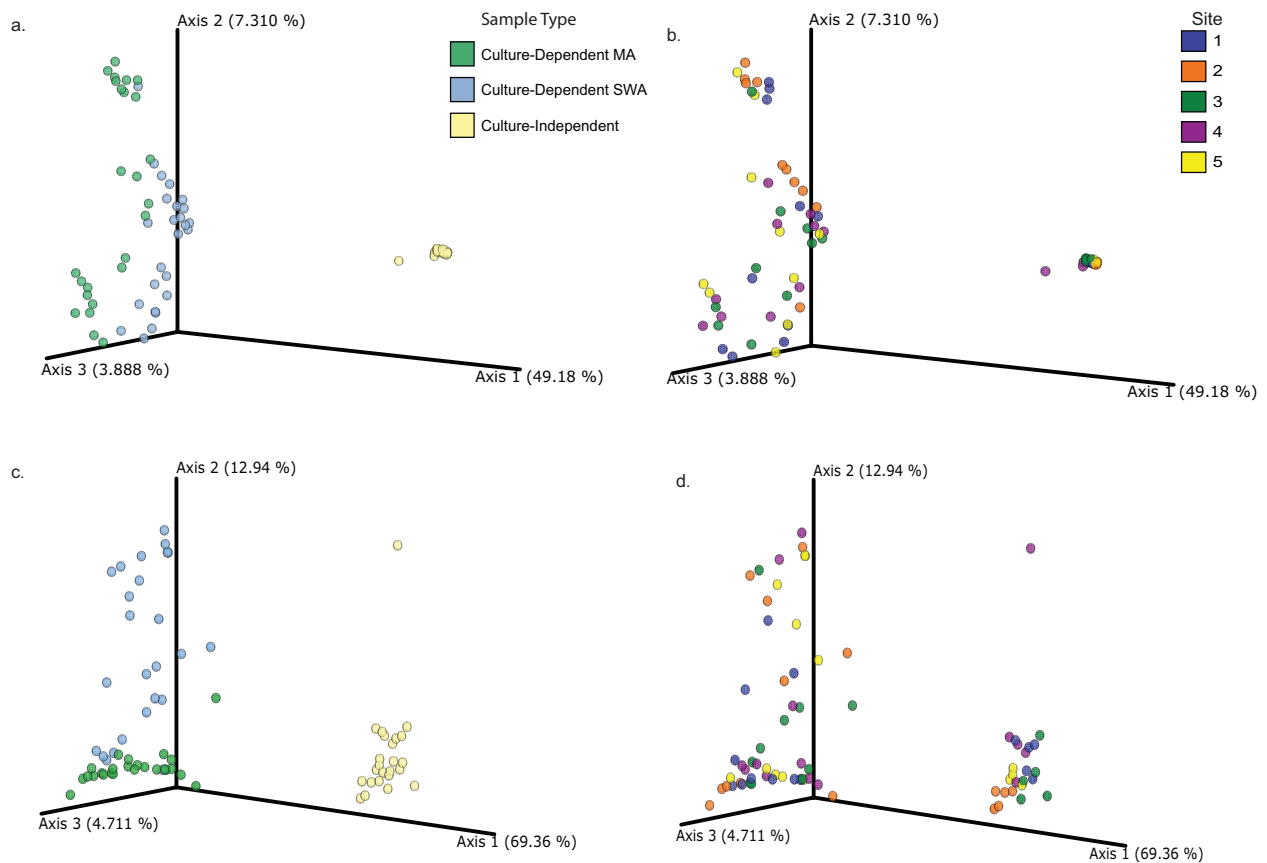 a.
Axis 2 (7.310 %)
Sample Type
Culture-Dependent MA
Culture-Dependent SWA
Culture-Independent
Axis 3 (3.888 %)
Axis 1 (49.18 %)
b.
Axis 2 (7.310 %)
Site
1
2
3
4
5
Axis 3 (3.888 %)
Axis 1 (49.18 %)
c.
Axis 2 (12.94 %)
Axis 3 (4.711 %)
Axis 1 (69.36 %)
d.
Axis 2 (12.94 %)
Axis 3 (4.711 %)
Axis 1 (69.36 %)